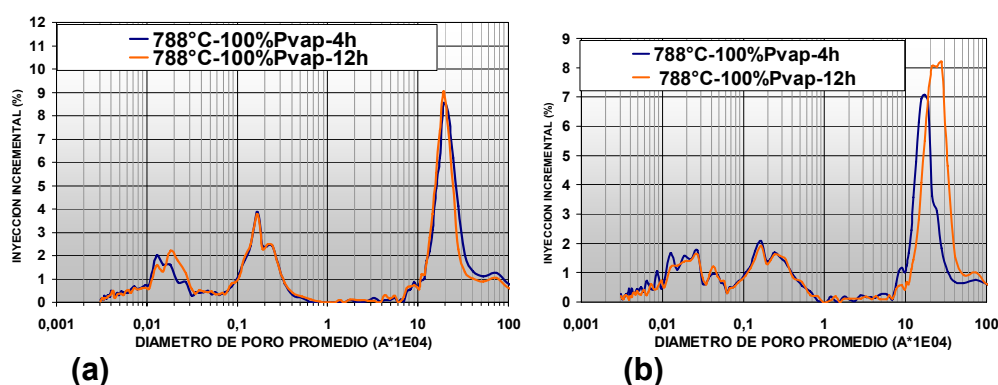 12
11
10
9
8
7
6
5
4
3
2
1
0
INYECCION INCREMENTAL (%)
788°C-100%Pvap-4h
788°C-100%Pvap-12h
0,001 0,01 0,1 1 10 100
DIAMETRO DE PORO PROMEDIO (A*1E04)
(a)
9
8
7
6
5
4
3
2
1
0
INYECCION INCREMENTAL (%)
788°C-100%Pvap-4h
788°C-100%Pvap-12h
0,001 0,01 0,1 1 10 100
DIAMETRO DE PORO PROMEDIO (A*1E04)
(b)